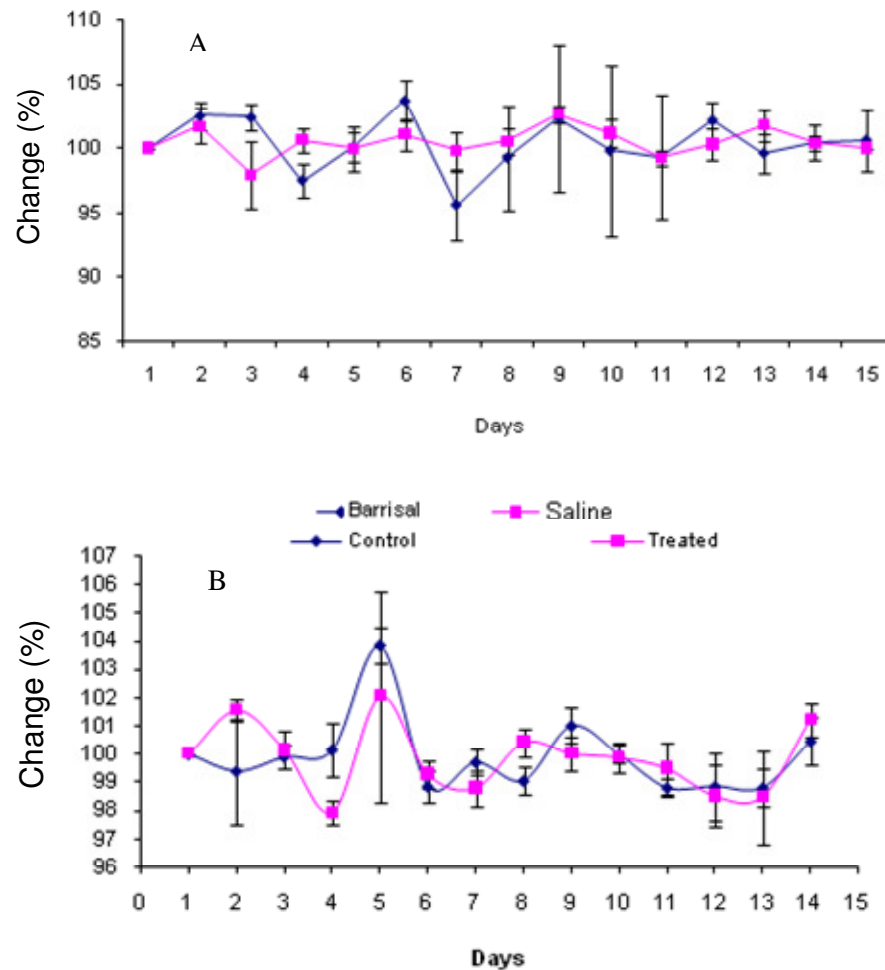 110
A
105
100
95
90
85
Change (%)
1 2 3 4 5 6 7 8 9 10 11 12 13 14 15
Days
Barrisal Saline
Control Treated
107
B
106
105
104
103
102
101
100
99
98
97
96
Change (%)
0 1 2 3 4 5 6 7 8 9 10 11 12 13 14 15
Days